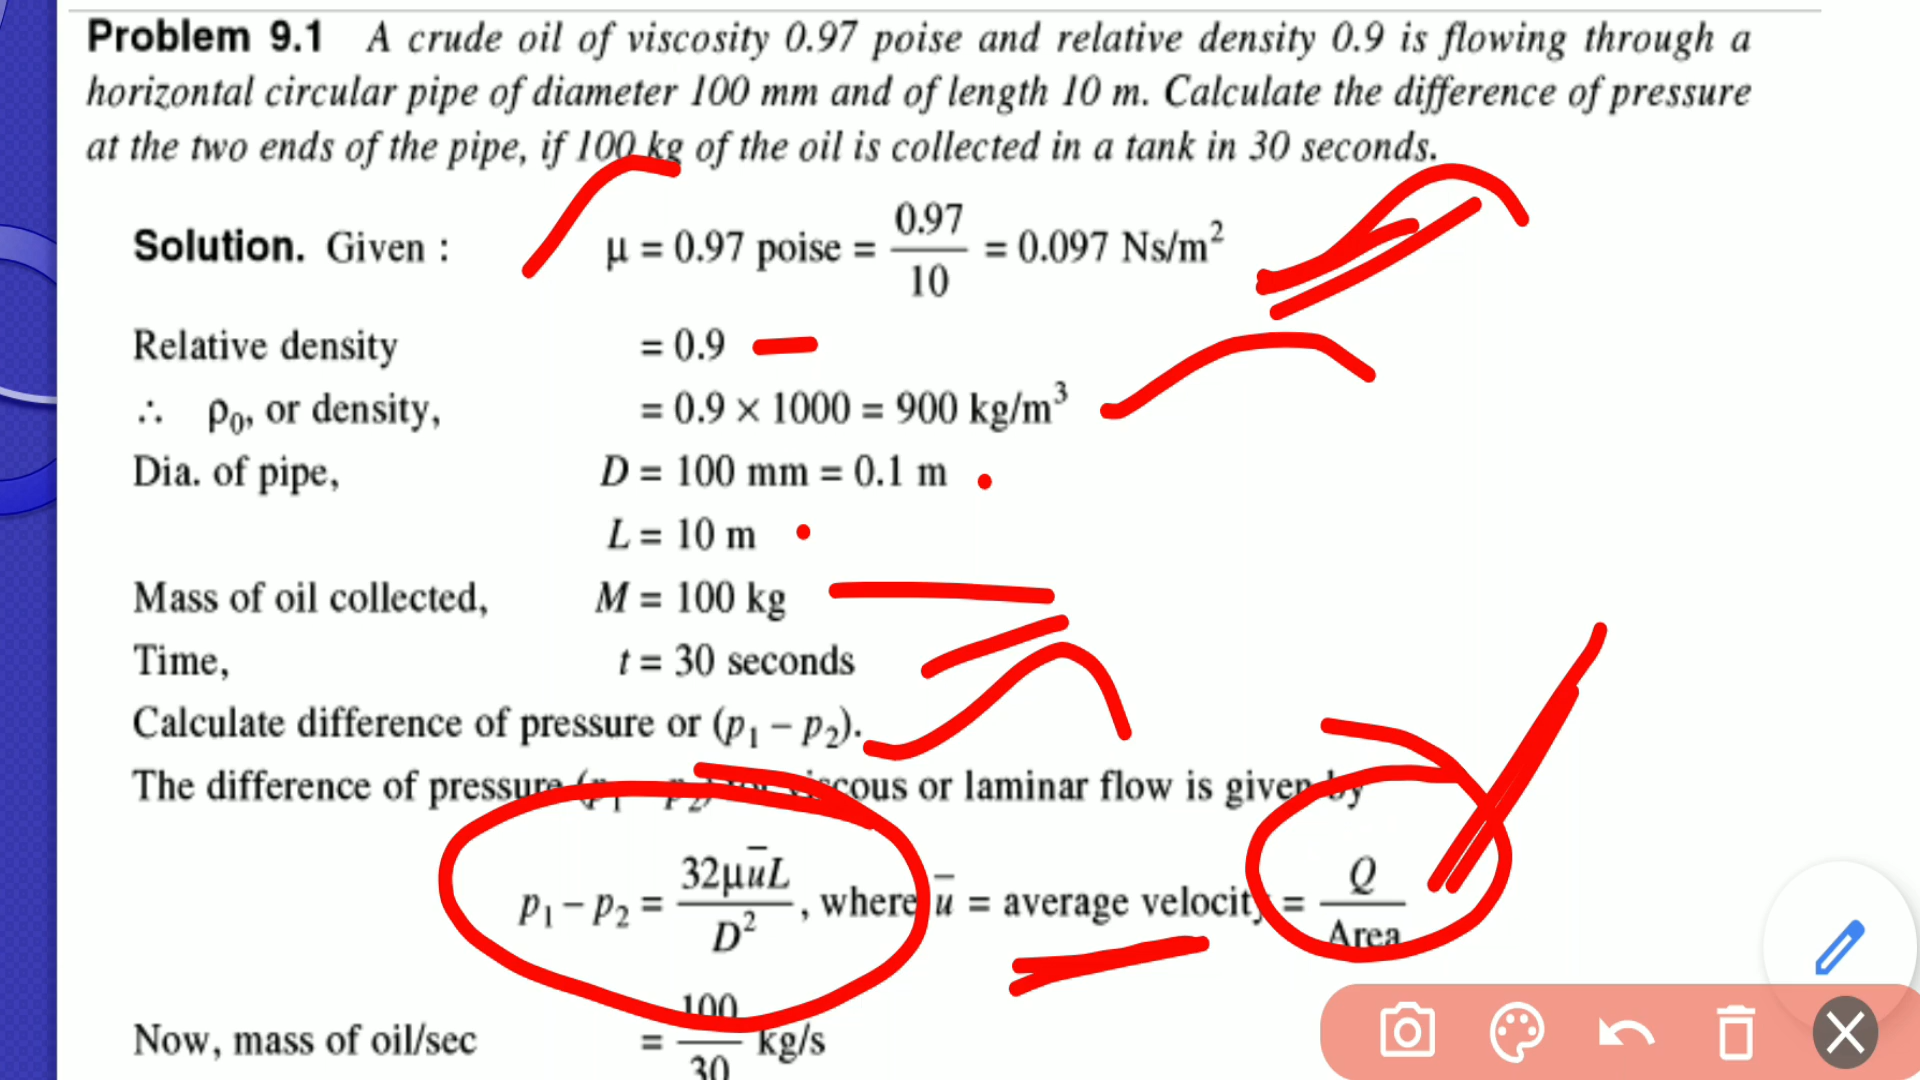 Problem 9.1 A crude oil of viscosity 0.97 poise and relative density 0.9 is flowing through a
horizontal circular pipe of diameter 100 mm and of length 10 m. Calculate the difference of pressure
at the two ends of the pipe, if 100 kg of the oil is collected in a tank in 30 seconds.
Solution. Given : μ = 0.97 poise = 0.97/10 = 0.097 Ns/m²
Relative density = 0.9
∴ ρ₀, or density, = 0.9 × 1000 = 900 kg/m³
Dia. of pipe, D = 100 mm = 0.1 m
L = 10 m
Mass of oil collected, M = 100 kg
Time, t = 30 seconds
Calculate difference of pressure or (p₁ – p₂).
The difference of pressure (p₁ – p₂) for viscous or laminar flow is given by
p₁ – p₂ = 32μūL/D², where ū = average velocity = Q/Area
Now, mass of oil/sec = 100/30 kg/s